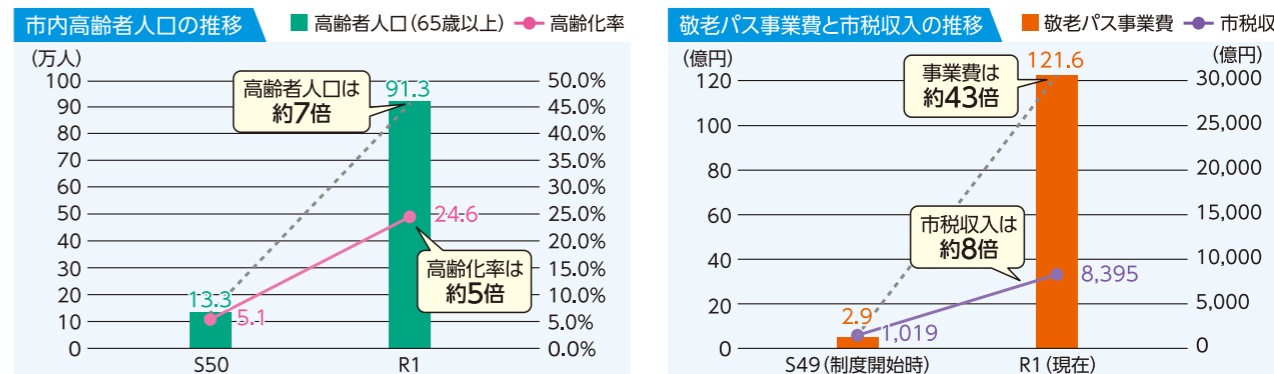 市内高齢者人口の推移
高齢者人口(65歳以上)
高齢化率
(万人)
100
90
80
70
60
50
40
30
20
10
0
50.0%
45.0%
40.0%
35.0%
30.0%
25.0%
20.0%
15.0%
10.0%
5.0%
0.0%
高齢者人口は
約7倍
91.3
24.6
高齢化率は
約5倍
13.3
5.1
S50
R1
敬老パス事業費と市税収入の推移
敬老パス事業費
市税収
(億円)
(億円)
120
100
80
60
40
20
0
30,000
25,000
20,000
15,000
10,000
5,000
0
事業費は
約43倍
121.6
市税収入は
約8倍
8,395
2.9
1,019
S49(制度開始時)
R1(現在)